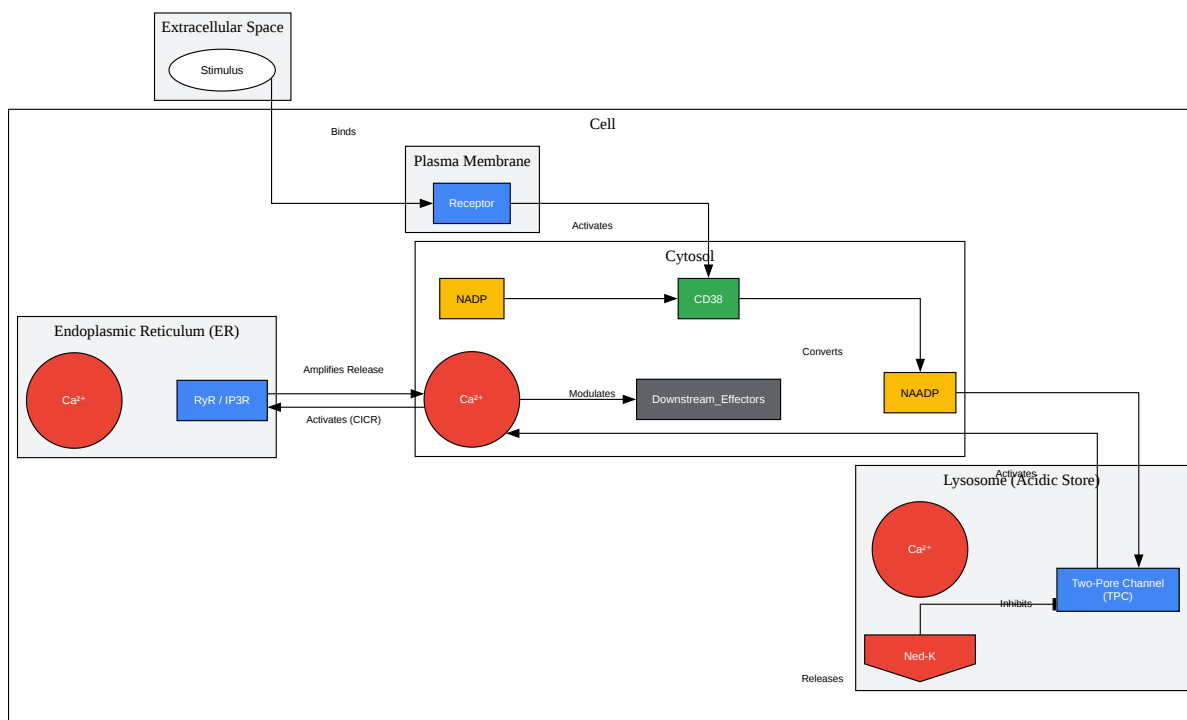 Extracellular Space
Stimulus
Cell
Binds
Plasma Membrane
Receptor
Activates
Cytosol
NADP
CD38
Endoplasmic Reticulum (ER)
Converts
Amplifies Release
Ca²⁺
RyR / IP3R
Ca²⁺
Modulates
Downstream_Effectors
NAADP
Activates (CICR)
Activates
Lysosome (Acidic Store)
Ca²⁺
Two-Pore Channel
(TPC)
Inhibits
Ned-K
Releases